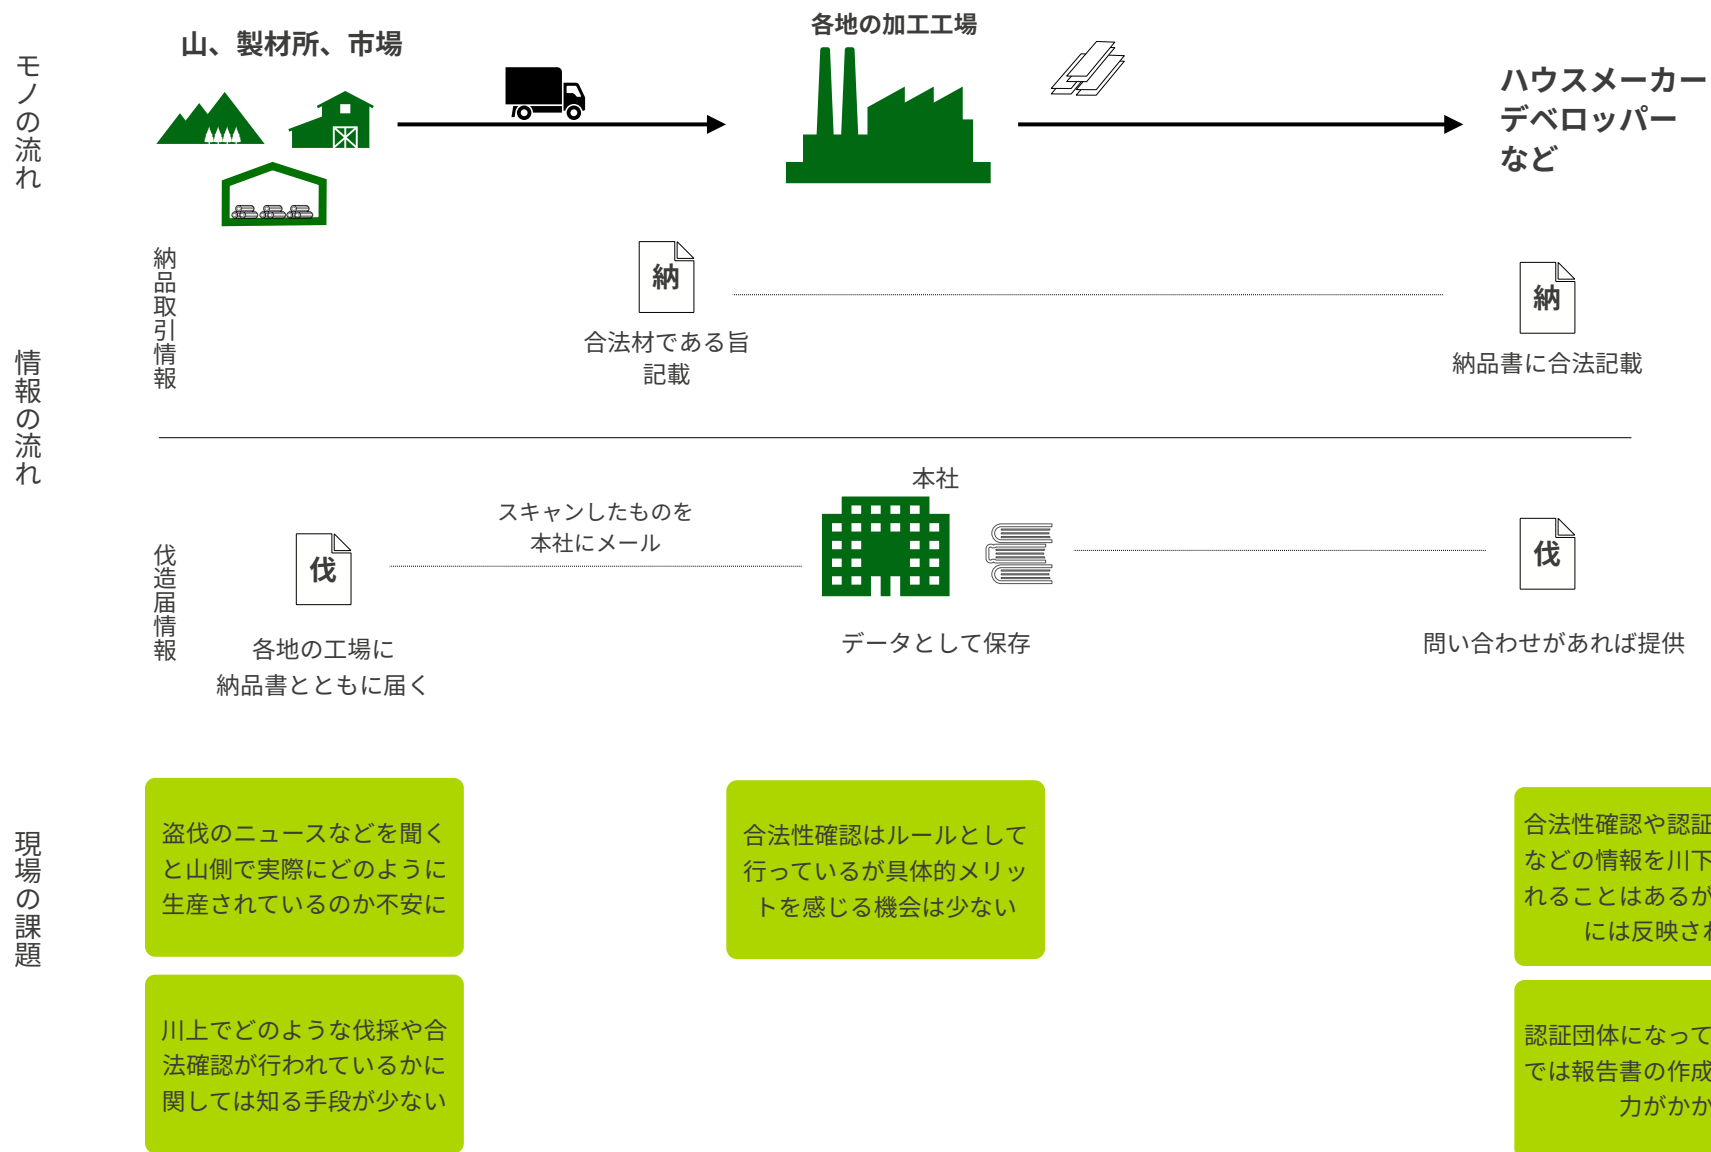 モノの流れ
山、製材所、市場
各地の加工工場
ハウスメーカー
デベロッパー
など
情報の流れ
納品取引情報
納
合法材である旨
記載
納
納品書に合法記載
伐造届情報
伐
各地の工場に
納品書とともに届く
スキャンしたものを
本社にメール
本社
データとして保存
伐
問い合わせがあれば提供
現場の課題
盗伐のニュースなどを聞く
と山側で実際にどのように
生産されているのか不安に
川上でどのような伐採や合
法確認が行われているかに
関しては知る手段が少ない
合法性確認はルールとして
行っているが具体的メリッ
トを感じる機会は少ない
合法性確認や認証
などの情報を川下
れることはあるが
には反映さ
認証団体になって
では報告書の作成
力がかか